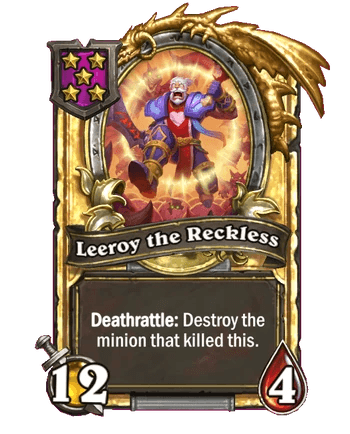 Leeroy the Reckless
Deathrattle: Destroy the
minion that killed this.
12
4